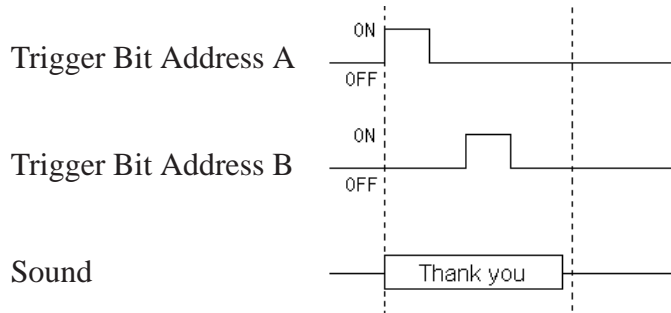 ON
Trigger Bit Address A
OFF
ON
Trigger Bit Address B
OFF
Sound
Thank you